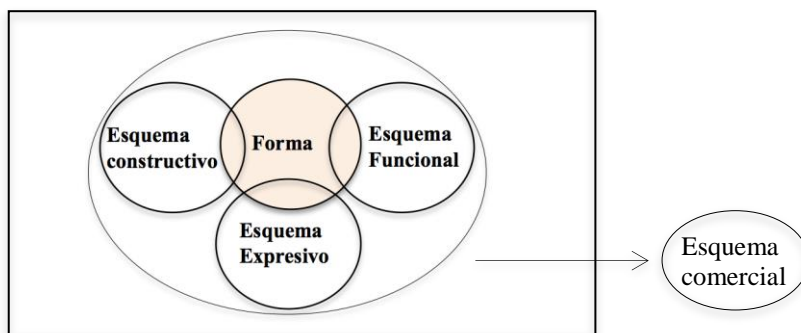 Esquema
constructivo
Forma
Esquema
Funcional
Esquema
Expresivo
Esquema
comercial